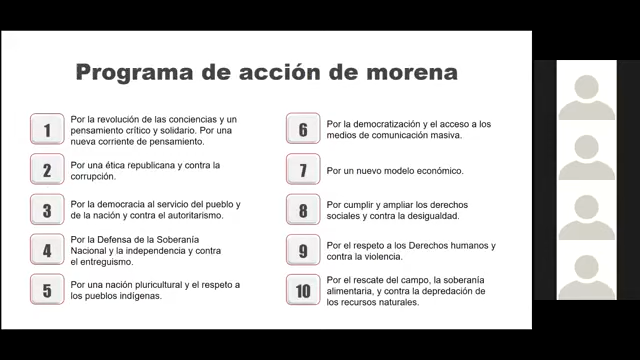 Programa de acción de morena
1
Por la revolución de las conciencias y un
pensamiento crítico y solidario. Por una
nueva corriente de pensamiento.
2
Por una ética republicana y contra la
corrupción.
3
Por la democracia al servicio del pueblo y
de la nación y contra el autoritarismo.
4
Por la Defensa de la Soberanía
Nacional y la independencia y contra
el entreguismo.
5
Por una nación pluricultural y el respeto a
los pueblos indígenas.
6
Por la democratización y el acceso a los
medios de comunicación masiva.
7
Por un nuevo modelo económico.
8
Por cumplir y ampliar los derechos
sociales y contra la desigualdad.
9
Por el respeto a los Derechos humanos y
contra la violencia.
10
Por el rescate del campo, la soberanía
alimentaria, y contra la depredación de
los recursos naturales.